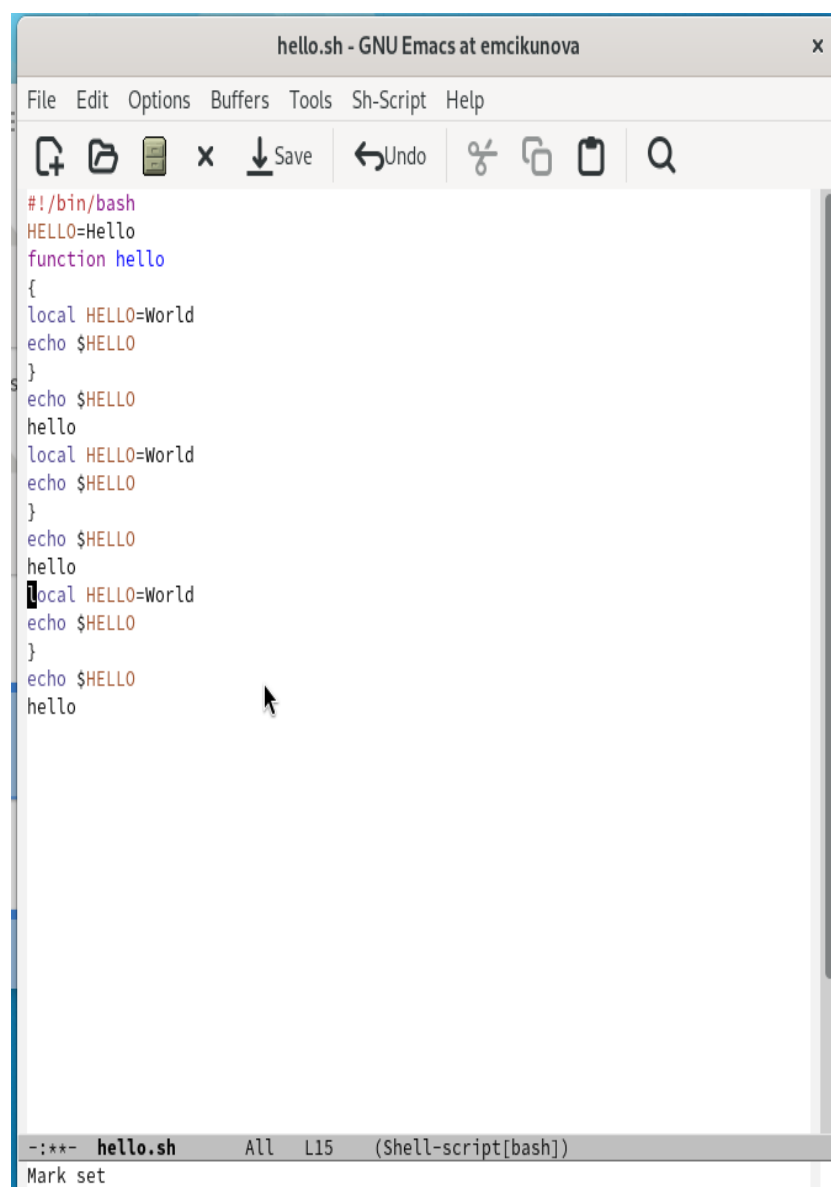 hello.sh - GNU Emacs at emcikunova
File Edit Options Buffers Tools Sh-Script Help
Save Undo
#!/bin/bash
HELLO=Hello
function hello
{
local HELLO=World
echo $HELLO
}
echo $HELLO
hello
local HELLO=World
echo $HELLO
}
echo $HELLO
hello
local HELLO=World
echo $HELLO
}
echo $HELLO
hello
-:**- hello.sh All L15 (Shell-script[bash])
Mark set